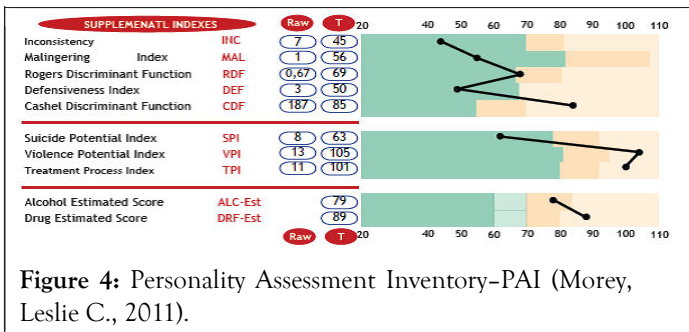 SUPPLEMENATL INDEXES Raw T 20 30 40 50 60 70 80 90 100 110
Inconsistency INC 7 45
Malingering Index MAL 1 56
Rogers Discriminant Function RDF 0,67 69
Defensiveness Index DEF 3 50
Cashel Discriminant Function CDF 187 85
Suicide Potential Index SPI 8 63
Violence Potential Index VPI 13 105
Treatment Process Index TPI 11 101
Alcohol Estimated Score ALC-Est 79
Drug Estimated Score DRF-Est 89
Raw T 20 30 40 50 60 70 80 90 100 110
Figure 4: Personality Assessment Inventory–PAI (Morey,
Leslie C., 2011).